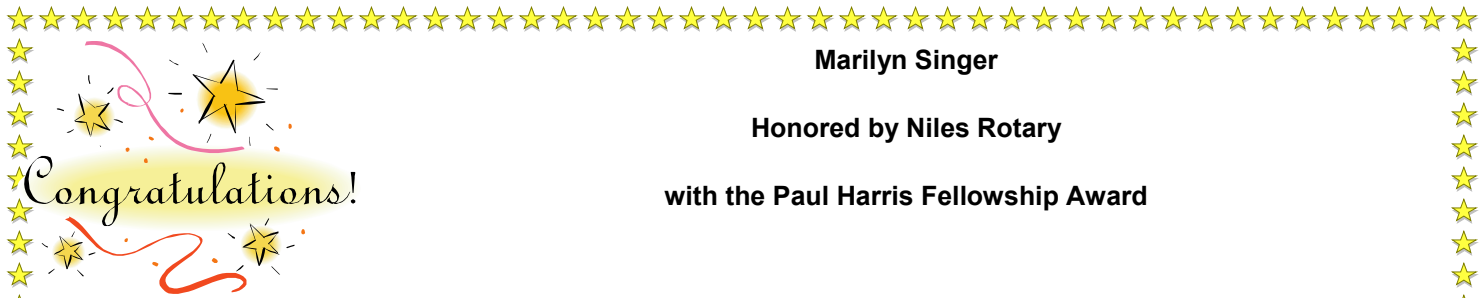 Marilyn Singer
Honored by Niles Rotary
Congratulations!
with the Paul Harris Fellowship Award